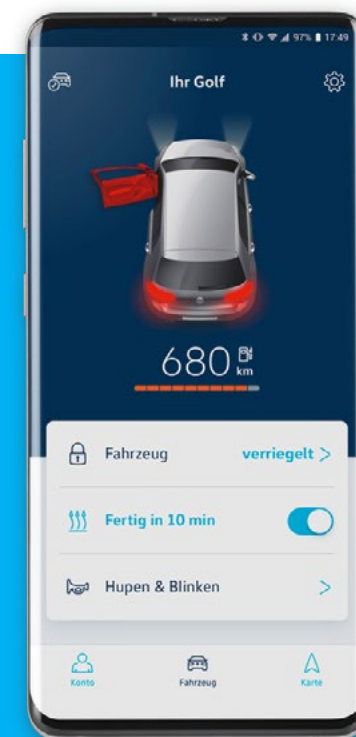 97% 17:49
Ihr Golf
680 km
Fahrzeug verriegelt >
Fertig in 10 min
Hupen & Blinken >
Konto Fahrzeug Karte